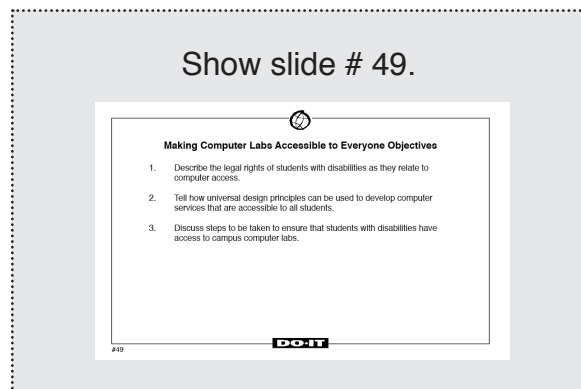 Show slide # 49.
Making Computer Labs Accessible to Everyone Objectives
1. Describe the legal rights of students with disabilities as they relate to
computer access.
2. Tell how universal design principles can be used to develop computer
services that are accessible to all students.
3. Discuss steps to be taken to ensure that students with disabilities have
access to campus computer labs.
DO-IT
#49